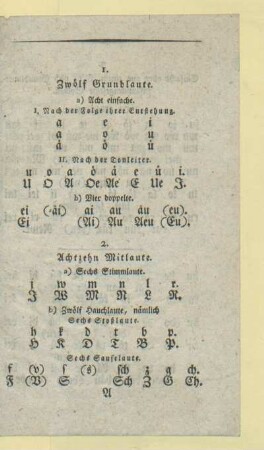 1.
Zwölf Grundlaute.
a) Acht einfache.
I. Nach der Folge ihrer Entstehung.
a e i
a o u
ä ö ü
II. Nach der Tonleiter.
u o a ö ä e ü i.
U O A Oe. Ae E Ue J.
b) Vier doppelte.
ei (-äi) ai au äu (eu).
Ei (Ai) Au Aeu (Eu).
2.
Achtzehn Mitlaute.
a) Sechs Stimmlaute.
j w m n l r.
J W M N L R.
b) Zwölf Hauchlaute, nämlich
Sechs Stoßlaute.
h k d t b p.
H K D T B P.
Sechs Sauselaute.
f (v) s (s) sch z g ch.
F (V) S Sch Z G Ch.
A